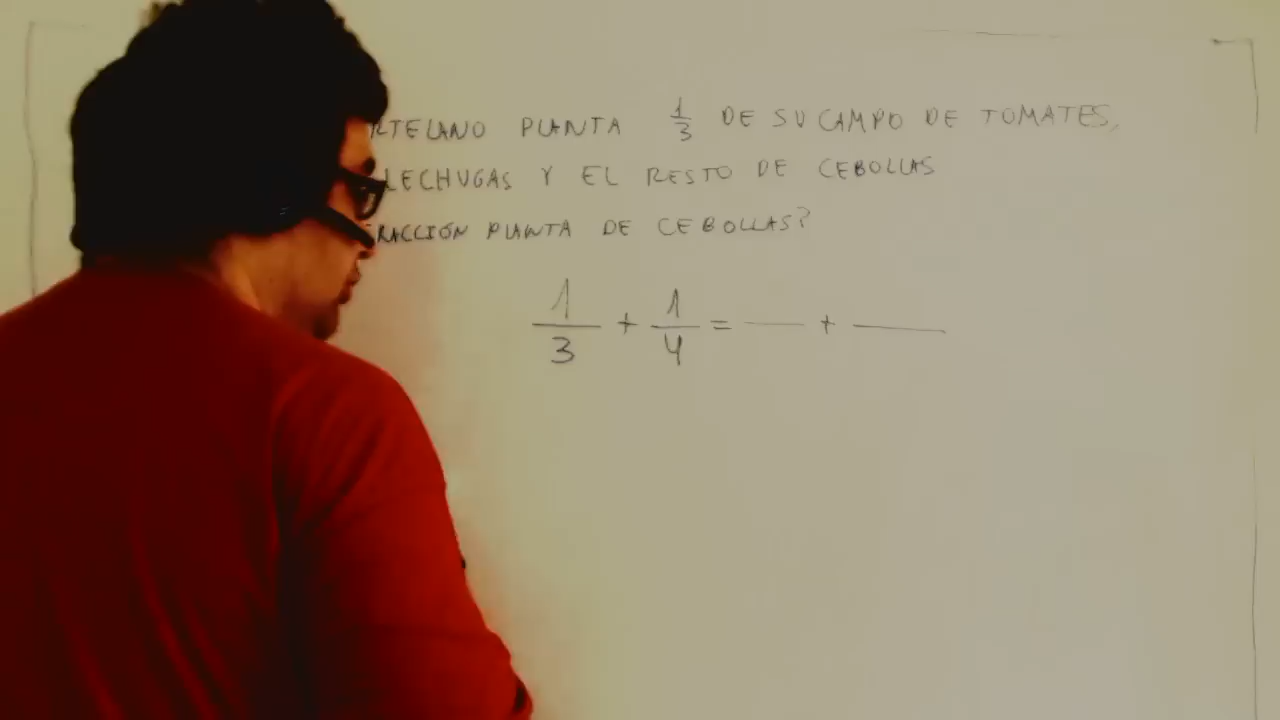 RTELANO PLANTA 1/3 DE SU CAMPO DE TOMATES,
LECHUGAS Y EL RESTO DE CEBOLLAS
RACCIÓN PLANTA DE CEBOLLAS?
1/3 + 1/4 = — + —